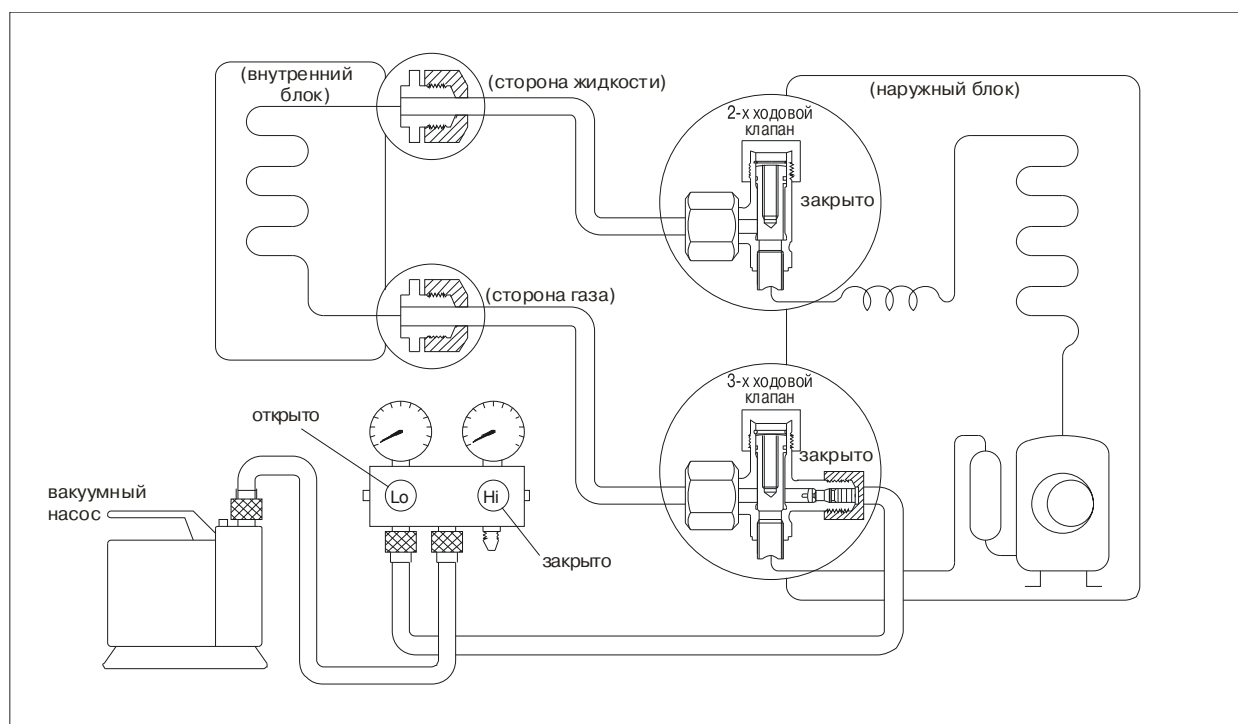 (внутренний
блок)
(сторона жидкости)
(наружный блок)
2-х ходовой
клапан
закрыто
(сторона газа)
3-х ходовой
клапан
закрыто
открыто
вакуумный
насос
Lo
Hi
закрыто